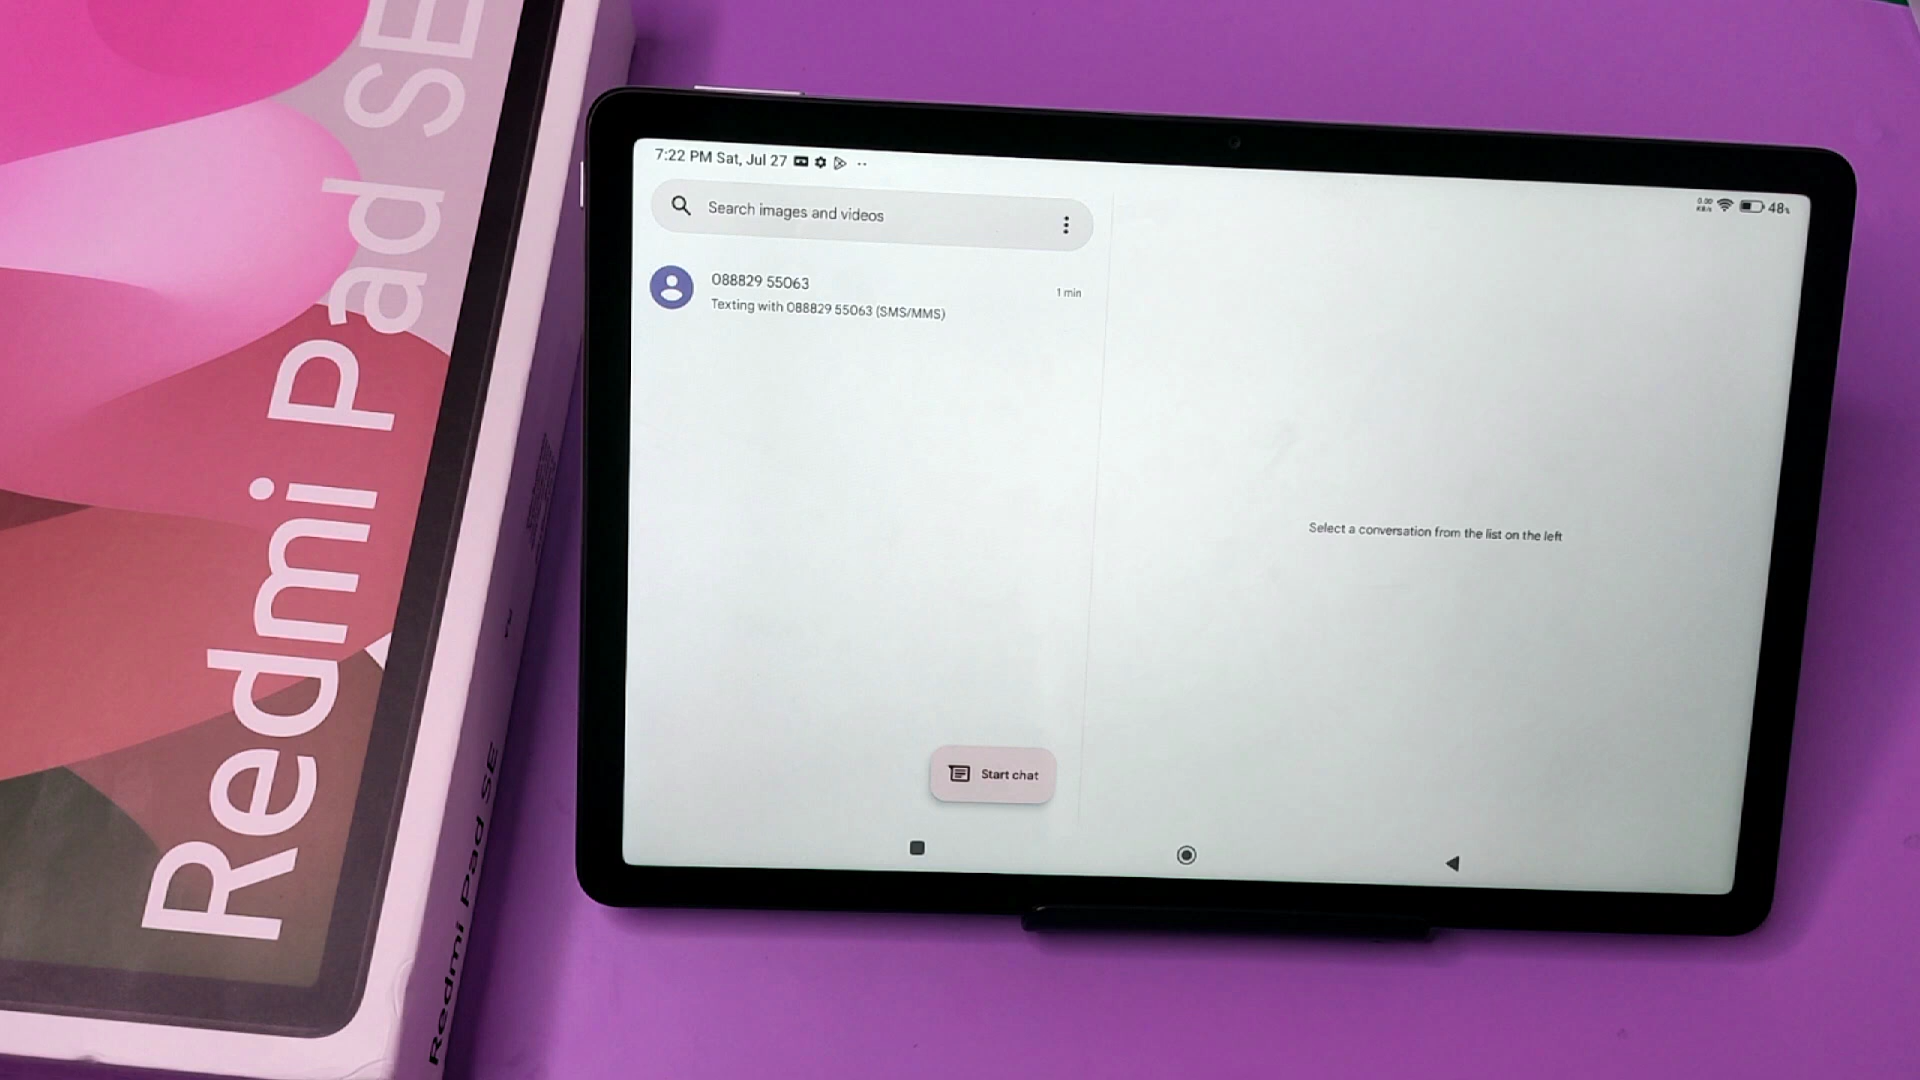 Redmi Pad SE
Redmi Pad SE
7:22 PM Sat, Jul 27
48%
Search images and videos
088829 55063
1 min
Texting with 088829 55063 (SMS/MMS)
Select a conversation from the list on the left
Start chat